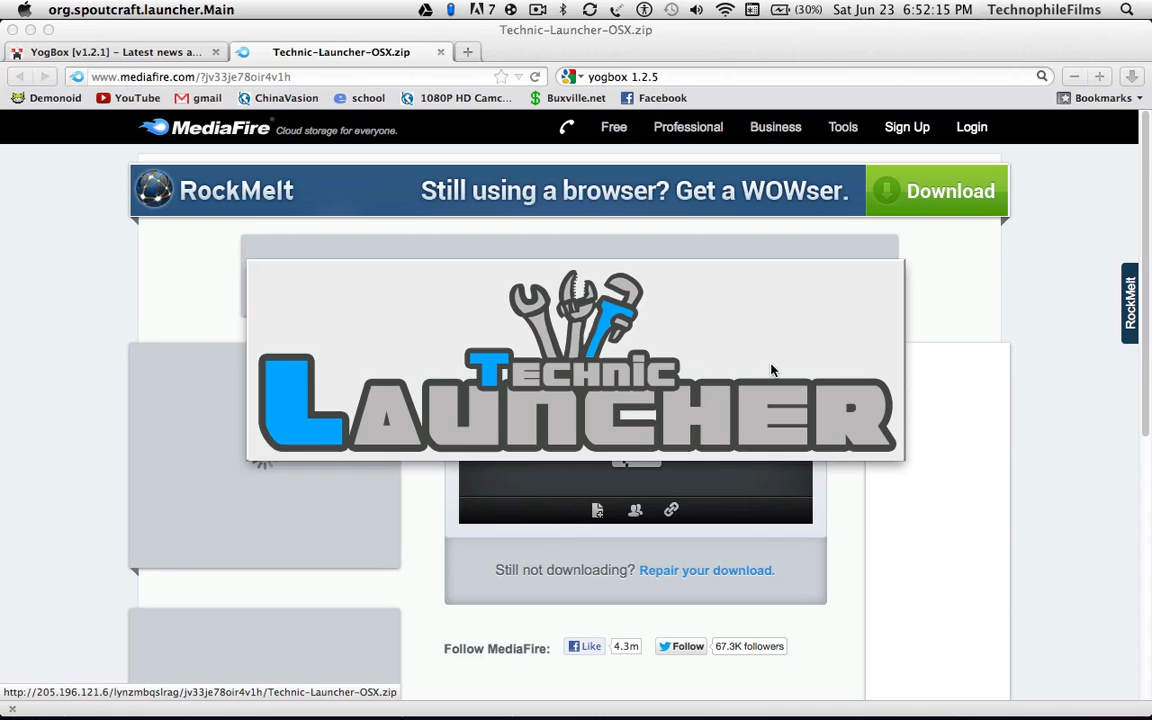 org.spoutcraft.launcher.Main
7
(30%)
Sat Jun 23 6:52:15 PM
TechnophileFilms
Technic-Launcher-OSX.zip
YogBox [v1.2.1] – Latest news a...
Technic-Launcher-OSX.zip
www.mediafire.com/?jv33je78oir4v1h
yogbox 1.2.5
Demonoid
YouTube
gmail
ChinaVasion
school
1080P HD Camc...
Buxville.net
Facebook
Bookmarks
MediaFire
Cloud storage for everyone.
Free
Professional
Business
Tools
Sign Up
Login
RockMelt
Still using a browser? Get a WOWser.
Download
RockMelt
Technic
Launcher
Still not downloading? Repair your download.
Follow MediaFire:
Like
4.3m
Follow
67.3K followers
http://205.196.121.6/lynzmbqslrag/jv33je78oir4v1h/Technic-Launcher-OSX.zip